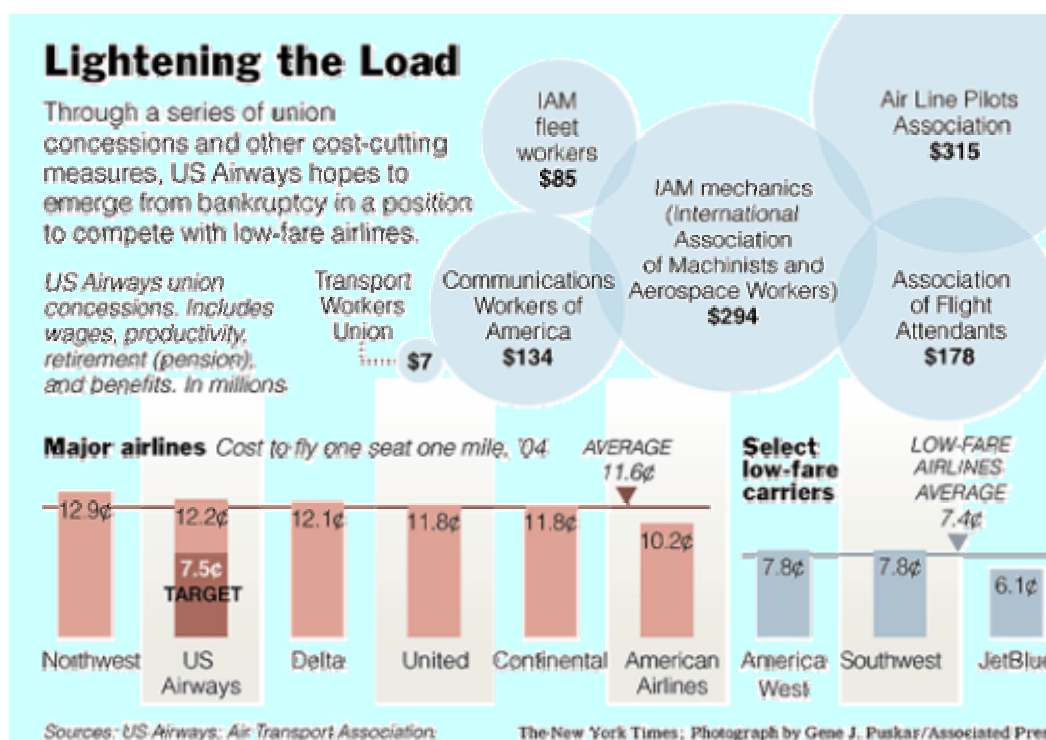 Lightening the Load
Through a series of union
concessions and other cost-cutting
measures, US Airways hopes to
emerge from bankruptcy in a position
to compete with low-fare airlines.
US Airways union
concessions. Includes
wages, productivity,
retirement (pension),
and benefits. In millions
Transport
Workers
Union
$7
Communications
Workers of
America
$134
IAM
fleet
workers
$85
IAM mechanics
(International
Association
of Machinists and
Aerospace Workers)
$294
Air Line Pilots
Association
$315
Association
of Flight
Attendants
$178
Major airlines Cost to fly one seat one mile, '04
AVERAGE
11.6¢
12.9¢
12.2¢
7.5¢
TARGET
12.1¢
11.8¢
11.8¢
10.2¢
Northwest
US
Airways
Delta
United
Continental
American
Airlines
Select
low-fare
carriers
LOW-FARE
AIRLINES
AVERAGE
7.4¢
7.8¢
7.8¢
6.1¢
America
West
Southwest
JetBlue
Sources: US Airways; Air Transport Association
The New York Times; Photograph by Gene J. Puskar/Associated Pres